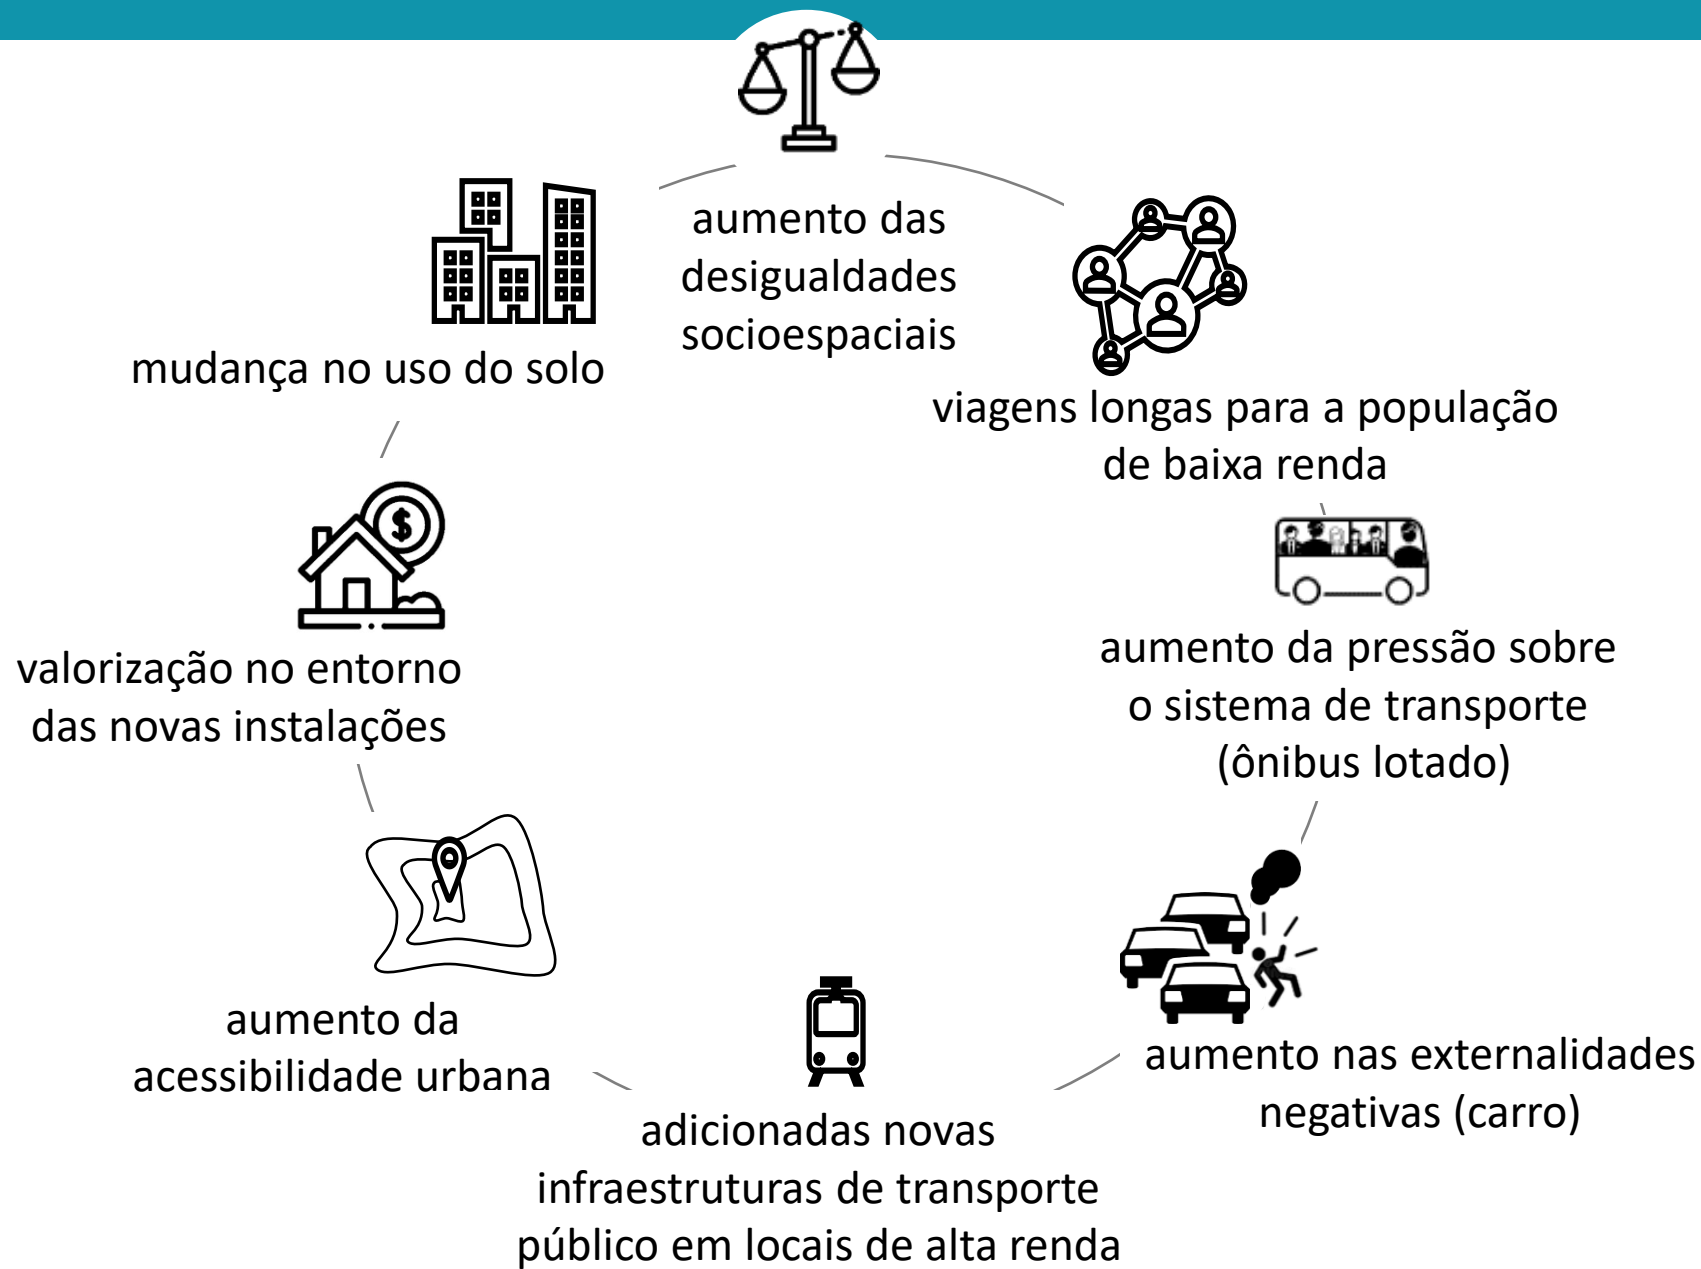 aumento das
desigualdades
socioespaciais
viagens longas para a população
de baixa renda
aumento da pressão sobre
o sistema de transporte
(ônibus lotado)
aumento nas externalidades
negativas (carro)
adicionadas novas
infraestruturas de transporte
público em locais de alta renda
aumento da
acessibilidade urbana
valorização no entorno
das novas instalações
$
mudança no uso do solo